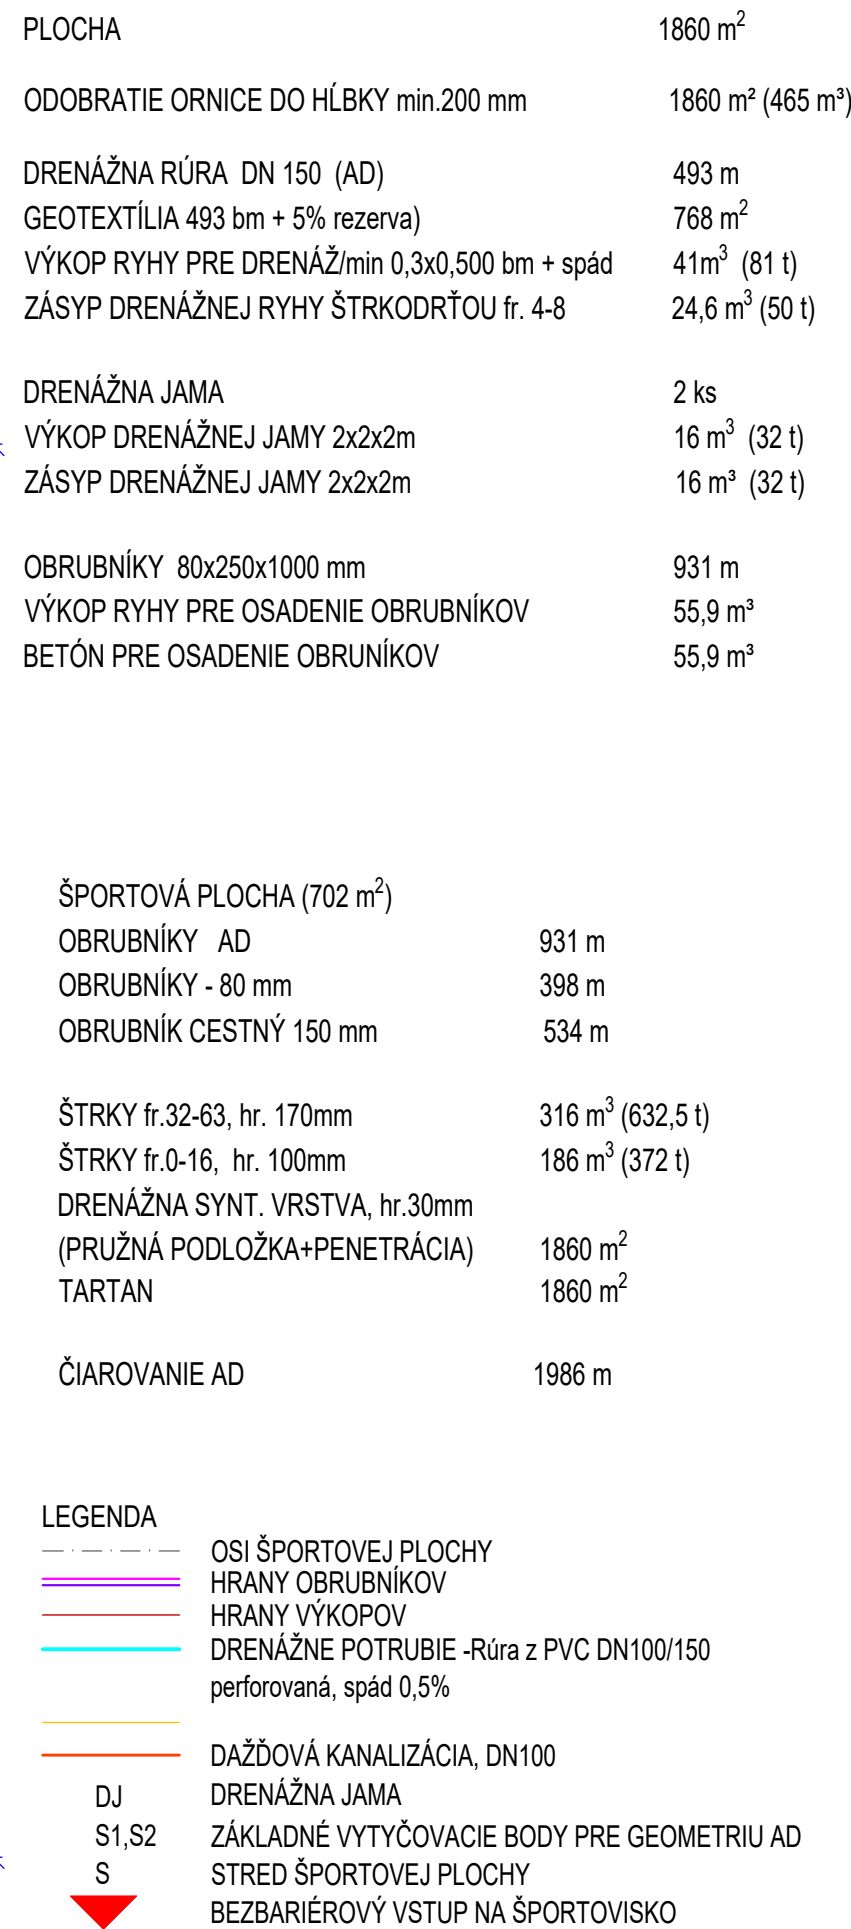 PLOCHA 1860 m²
ODOBRATIE ORNICE DO HĹBKY min.200 mm 1860 m² (465 m³)
DRENÁŽNA RÚRA DN 150 (AD) 493 m
GEOTEXTÍLIA 493 bm + 5% rezerva) 768 m²
VÝKOP RYHY PRE DRENÁŽ/min 0,3x0,500 bm + spád 41m³ (81 t)
ZÁSYP DRENÁŽNEJ RYHY ŠTRKODRŤOU fr. 4-8 24,6 m³ (50 t)
DRENÁŽNA JAMA 2 ks
VÝKOP DRENÁŽNEJ JAMY 2x2x2m 16 m³ (32 t)
ZÁSYP DRENÁŽNEJ JAMY 2x2x2m 16 m³ (32 t)
OBRUBNÍKY 80x250x1000 mm 931 m
VÝKOP RYHY PRE OSADENIE OBRUBNÍKOV 55,9 m³
BETÓN PRE OSADENIE OBRUNÍKOV 55,9 m³
ŠPORTOVÁ PLOCHA (702 m²)
OBRUBNÍKY AD 931 m
OBRUBNÍKY - 80 mm 398 m
OBRUBNÍK CESTNÝ 150 mm 534 m
ŠTRKY fr.32-63, hr. 170mm 316 m³ (632,5 t)
ŠTRKY fr.0-16, hr. 100mm 186 m³ (372 t)
DRENÁŽNA SYNT. VRSTVA, hr.30mm
(PRUŽNÁ PODLOŽKA+PENETRÁCIA) 1860 m²
TARTAN 1860 m²
ČIAROVANIE AD 1986 m
LEGENDA
OSI ŠPORTOVEJ PLOCHY
HRANY OBRUBNÍKOV
HRANY VÝKOPOV
DRENÁŽNE POTRUBIE -Rúra z PVC DN100/150
perforovaná, spád 0,5%
DAŽĎOVÁ KANALIZÁCIA, DN100
DJ DRENÁŽNA JAMA
S1,S2 ZÁKLADNÉ VYTYČOVACIE BODY PRE GEOMETRIU AD
S STRED ŠPORTOVEJ PLOCHY
BEZBARIÉROVÝ VSTUP NA ŠPORTOVISKO